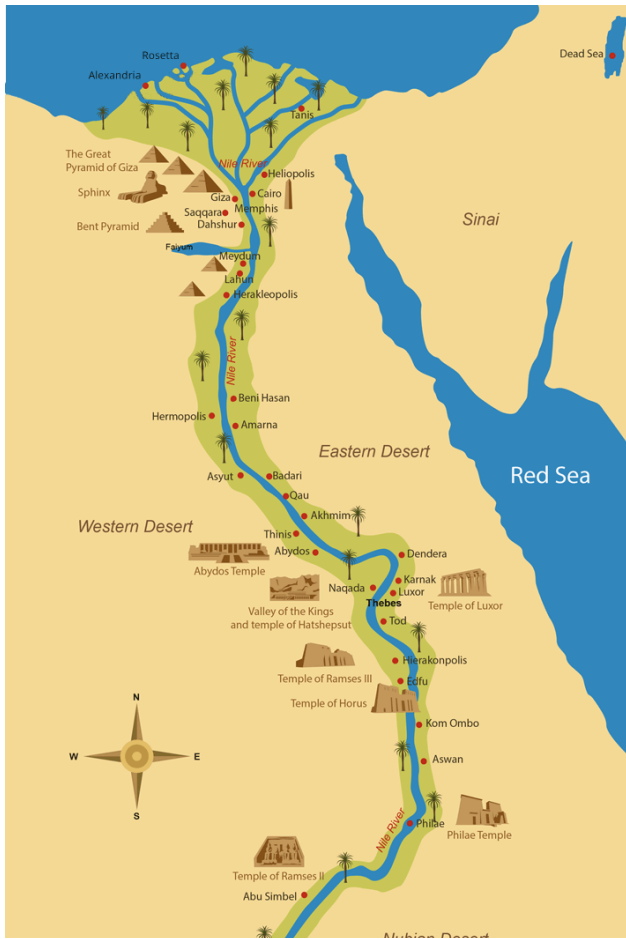 Rosetta
Dead Sea
Alexandria
Tanis
The Great
Pyramid of Giza
Nile River
Heliopolis
Sphinx
Giza
Cairo
Saqqara
Memphis
Bent Pyramid
Dahshur
Sinai
Faiyum
Meydum
Lahun
Herakleopolis
Nile River
Beni Hasan
Hermopolis
Amarna
Eastern Desert
Asyut
Badari
Red Sea
Qau
Akhmim
Western Desert
Thinis
Abydos
Dendera
Abydos Temple
Karnak
Naqada
Luxor
Thebes
Temple of Luxor
Valley of the Kings
and temple of Hatshepsut
Tod
Hierakonpolis
Temple of Ramses III
Edfu
Temple of Horus
Kom Ombo
N
W
E
S
Aswan
Nile River
Philae
Philae Temple
Temple of Ramses II
Abu Simbel
Nubian Desert